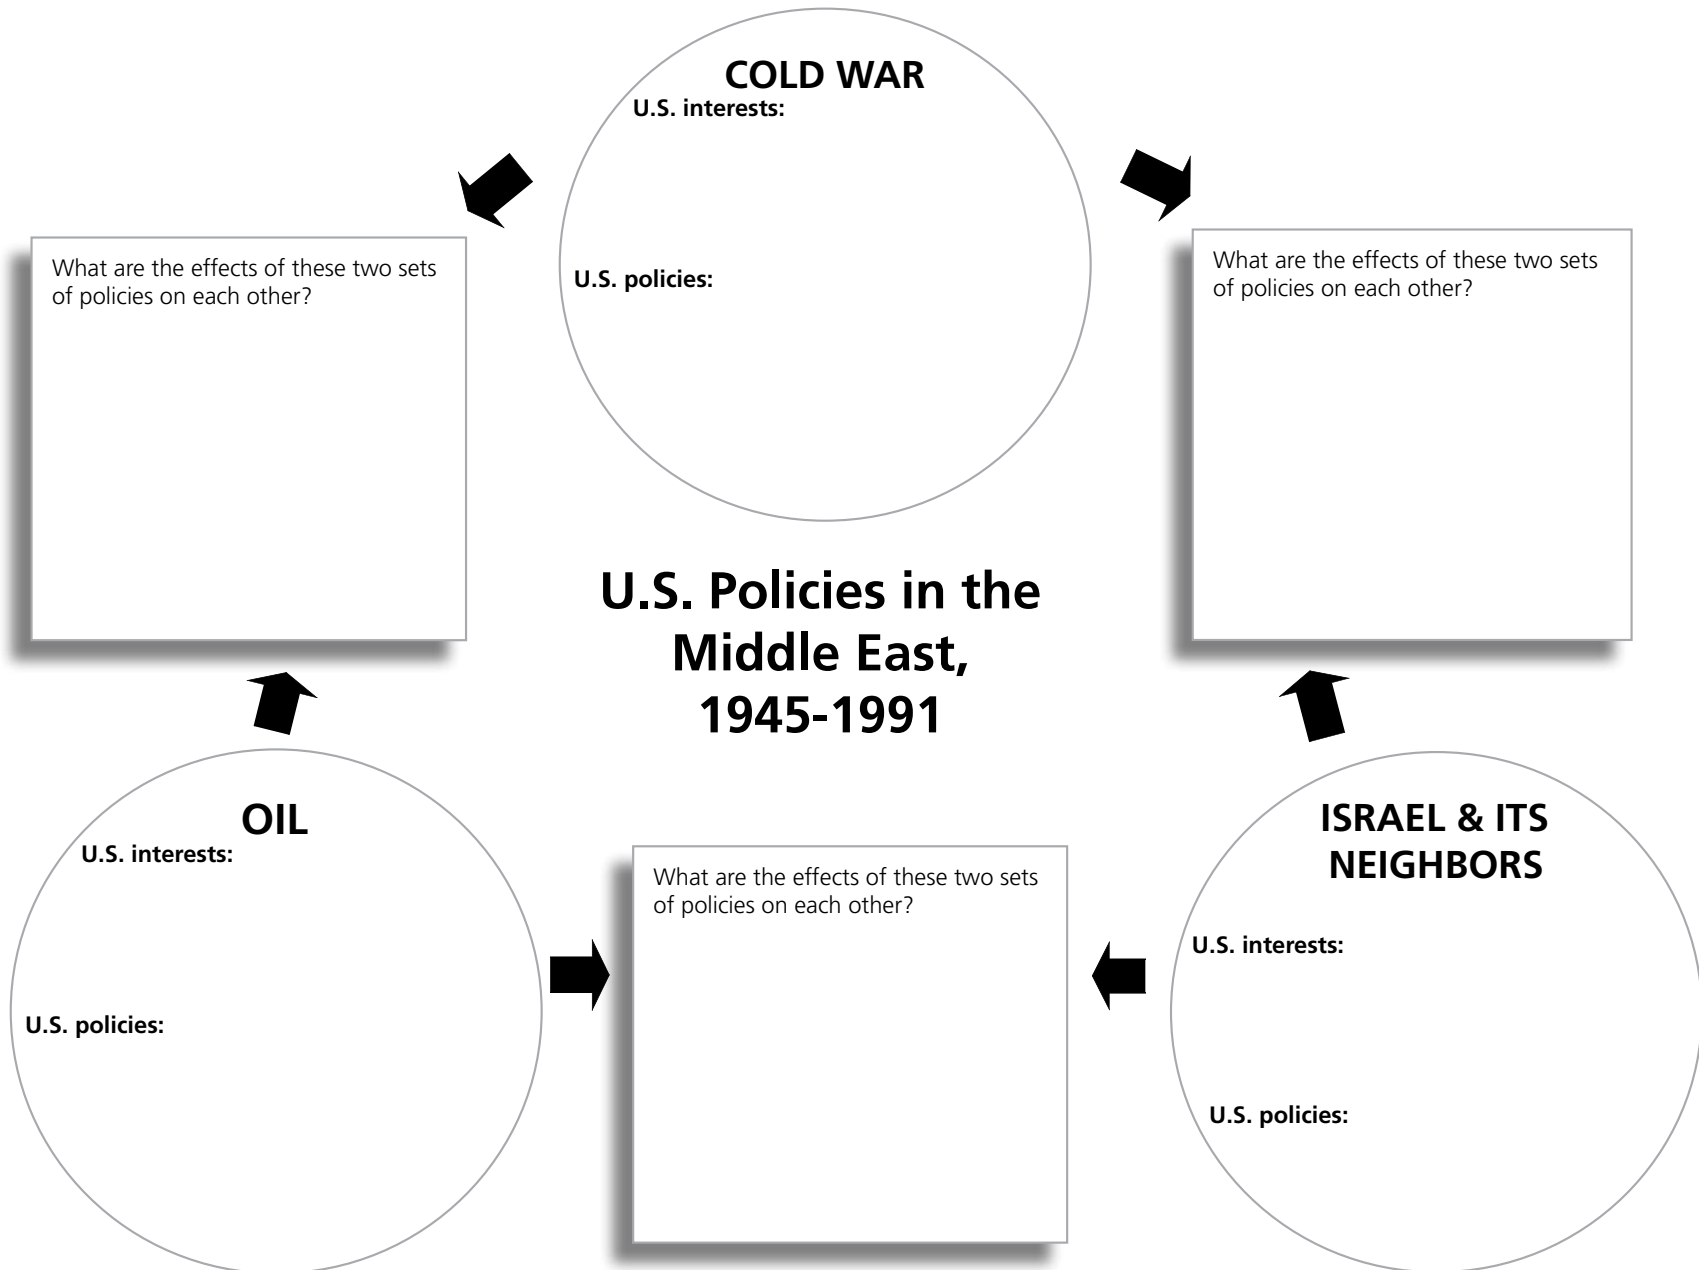 COLD WAR
U.S. interests:
U.S. policies:
What are the effects of these two sets
of policies on each other?
What are the effects of these two sets
of policies on each other?
U.S. Policies in the
Middle East,
1945-1991
OIL
U.S. interests:
U.S. policies:
What are the effects of these two sets
of policies on each other?
ISRAEL & ITS
NEIGHBORS
U.S. interests:
U.S. policies: